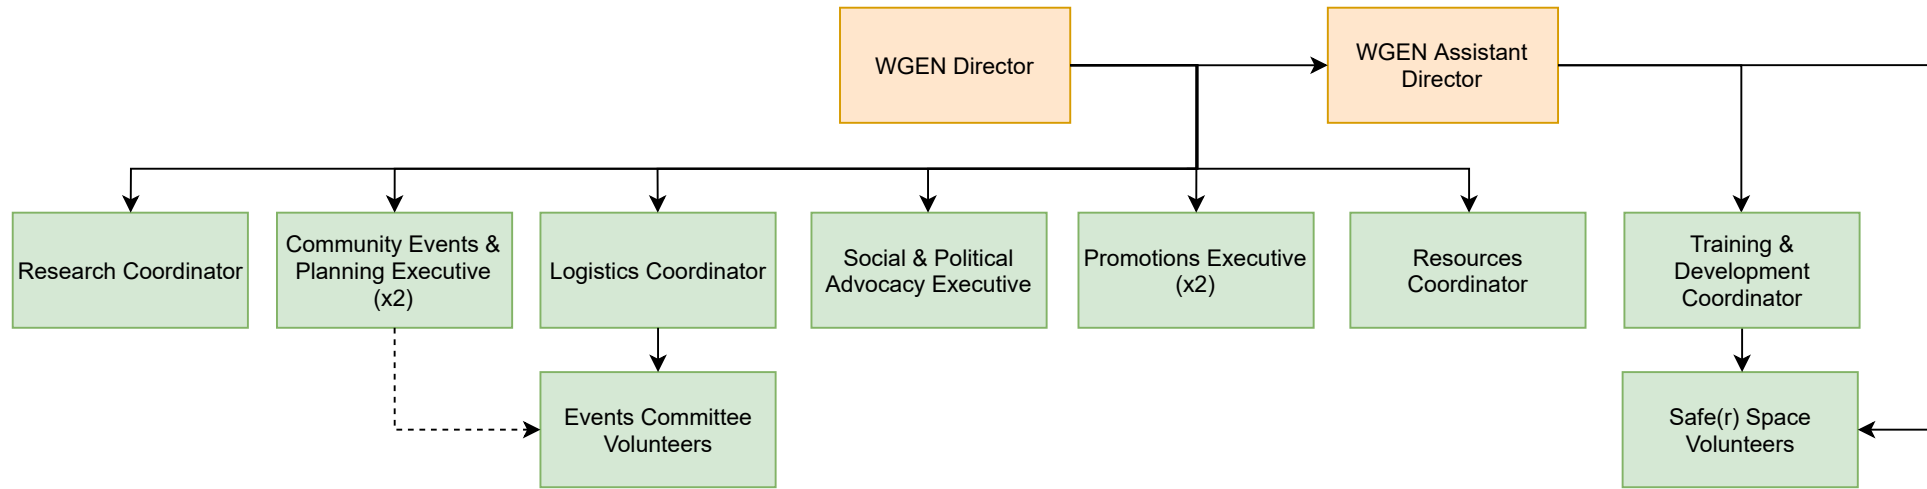 WGEN Director
WGEN Assistant
Director
Research Coordinator
Community Events &
Planning Executive
(x2)
Logistics Coordinator
Social & Political
Advocacy Executive
Promotions Executive
(x2)
Resources
Coordinator
Training &
Development
Coordinator
Events Committee
Volunteers
Safe(r) Space
Volunteers